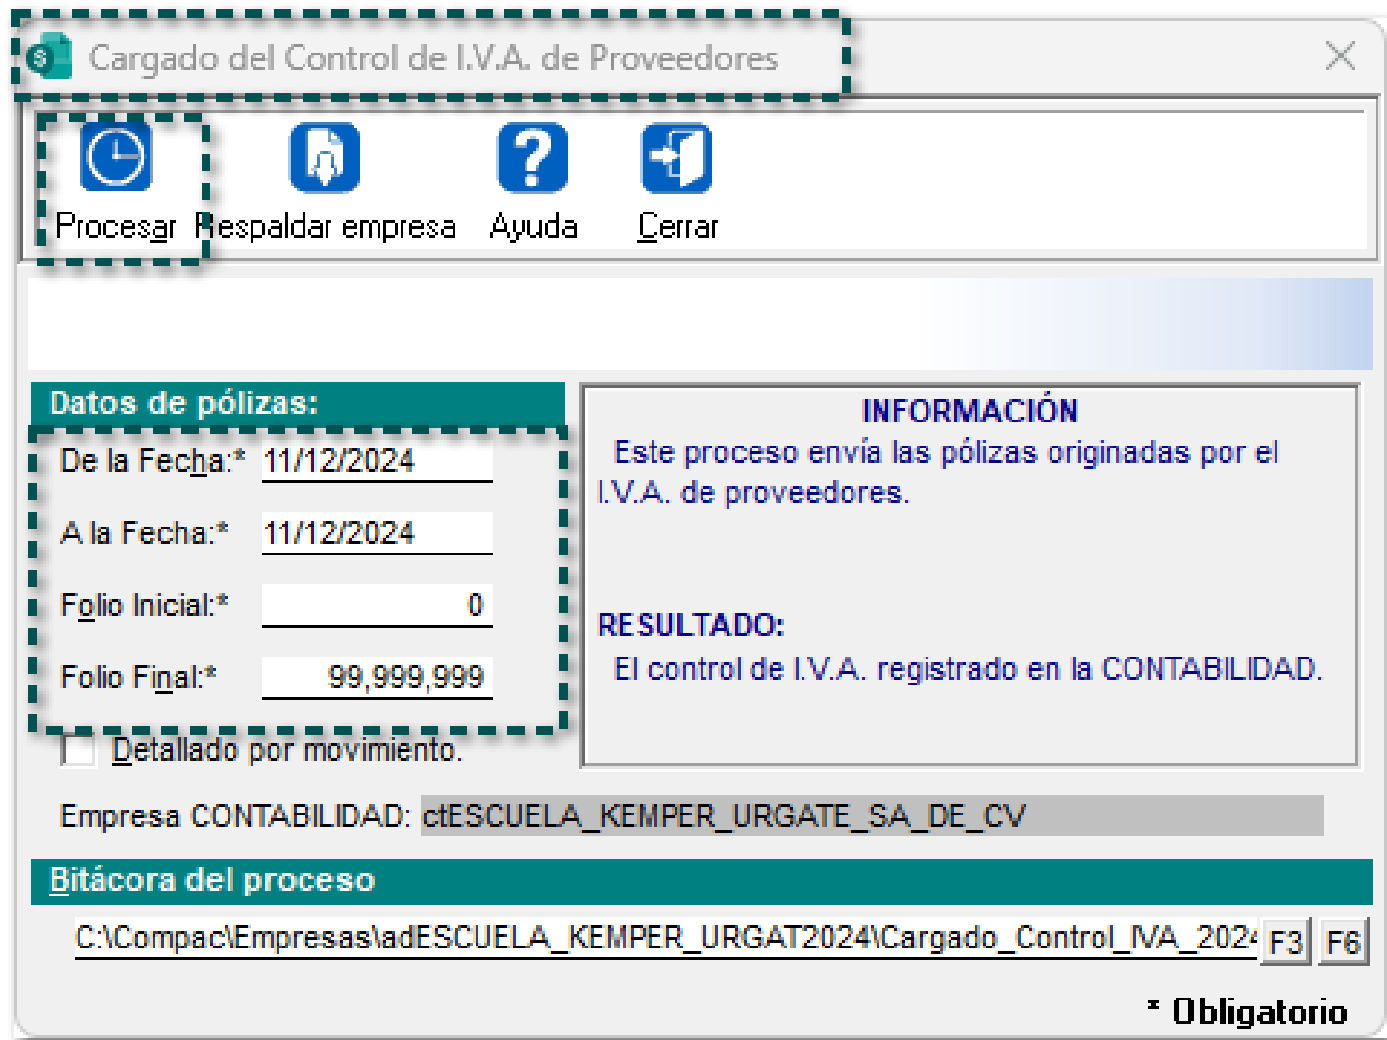 Cargado del Control de I.V.A. de Proveedores
Procesar Respaldar empresa Ayuda Cerrar
Datos de pólizas:
De la Fecha:* 11/12/2024
A la Fecha:* 11/12/2024
Folio Inicial:* 0
Folio Final:* 99,999,999
Detallado por movimiento.
INFORMACIÓN
Este proceso envía las pólizas originadas por el
I.V.A. de proveedores.
RESULTADO:
El control de I.V.A. registrado en la CONTABILIDAD.
Empresa CONTABILIDAD: ctESCUELA_KEMPER_URGATE_SA_DE_CV
Bitácora del proceso
C:\Compac\Empresas\adESCUELA_KEMPER_URGAT2024\Cargado_Control_IVA_2024 F3 F6
* Obligatorio